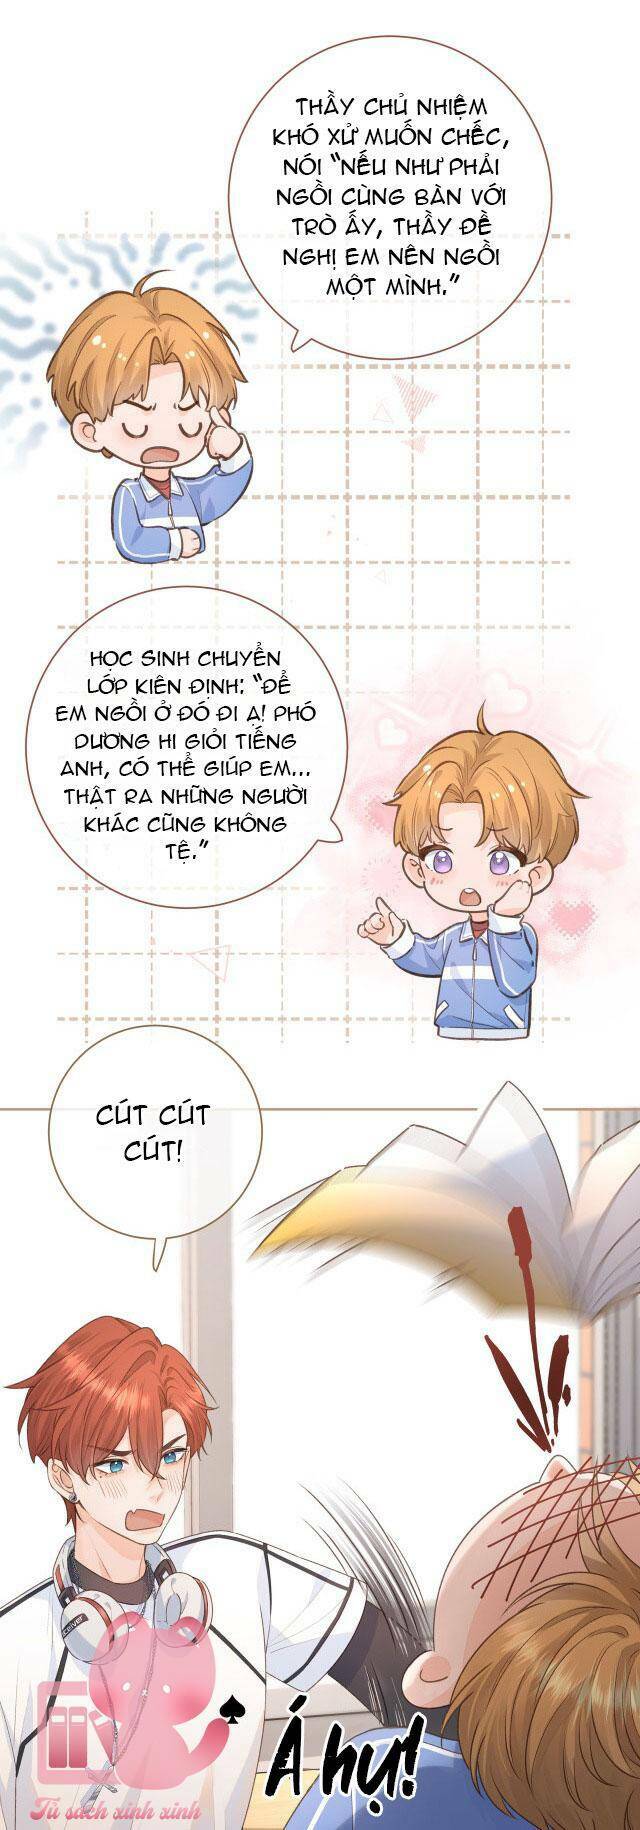 THẦY CHỦ NHIỆM
KHÓ XỬ MUỐN CHẾC,
NÓI "NẾU NHƯ PHẢI
NGỒI CÙNG BÀN VỚI
TRÒ ẤY, THẦY ĐỀ
NGHỊ EM NÊN NGỒI
MỘT MÌNH."
HỌC SINH CHUYỂN
LỚP KIÊN ĐỊNH: "ĐỂ
EM NGỒI Ở ĐÓ ĐI Ạ! PHÓ
DƯƠNG HI GIỎI TIẾNG
ANH, CÓ THỂ GIÚP EM...
THẬT RA NHỮNG NGƯỜI
KHÁC CŨNG KHÔNG
TỆ."
CÚT CÚT
CÚT!
Á HỰ!
Tủ sách xinh xinh